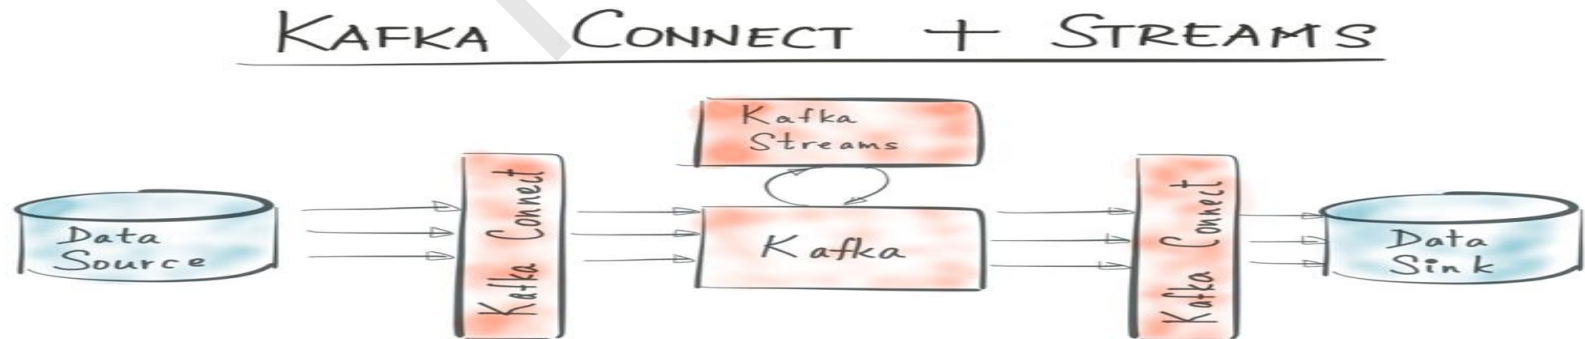 KAFKA CONNECT + STREAMS
Kafka
Streams
Data
Source
Kafka Connect
Kafka
Kafka Connect
Data
Sink